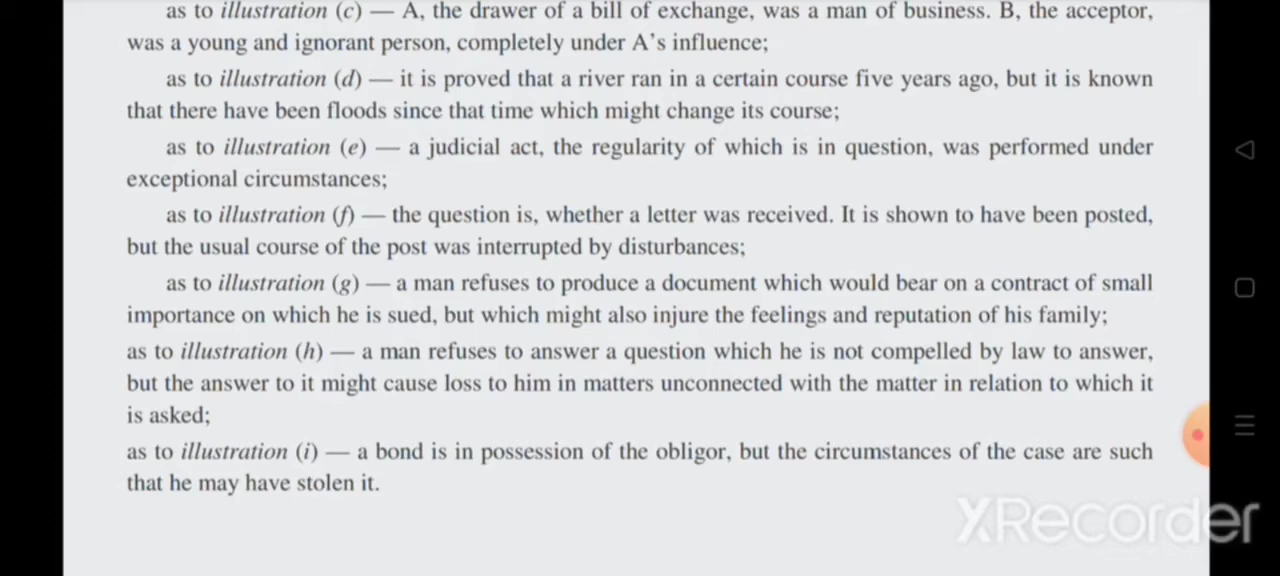 as to illustration (c) — A, the drawer of a bill of exchange, was a man of business. B, the acceptor,
was a young and ignorant person, completely under A’s influence;
as to illustration (d) — it is proved that a river ran in a certain course five years ago, but it is known
that there have been floods since that time which might change its course;
as to illustration (e) — a judicial act, the regularity of which is in question, was performed under
exceptional circumstances;
as to illustration (f) — the question is, whether a letter was received. It is shown to have been posted,
but the usual course of the post was interrupted by disturbances;
as to illustration (g) — a man refuses to produce a document which would bear on a contract of small
importance on which he is sued, but which might also injure the feelings and reputation of his family;
as to illustration (h) — a man refuses to answer a question which he is not compelled by law to answer,
but the answer to it might cause loss to him in matters unconnected with the matter in relation to which it
is asked;
as to illustration (i) — a bond is in possession of the obligor, but the circumstances of the case are such
that he may have stolen it.
XRecorder